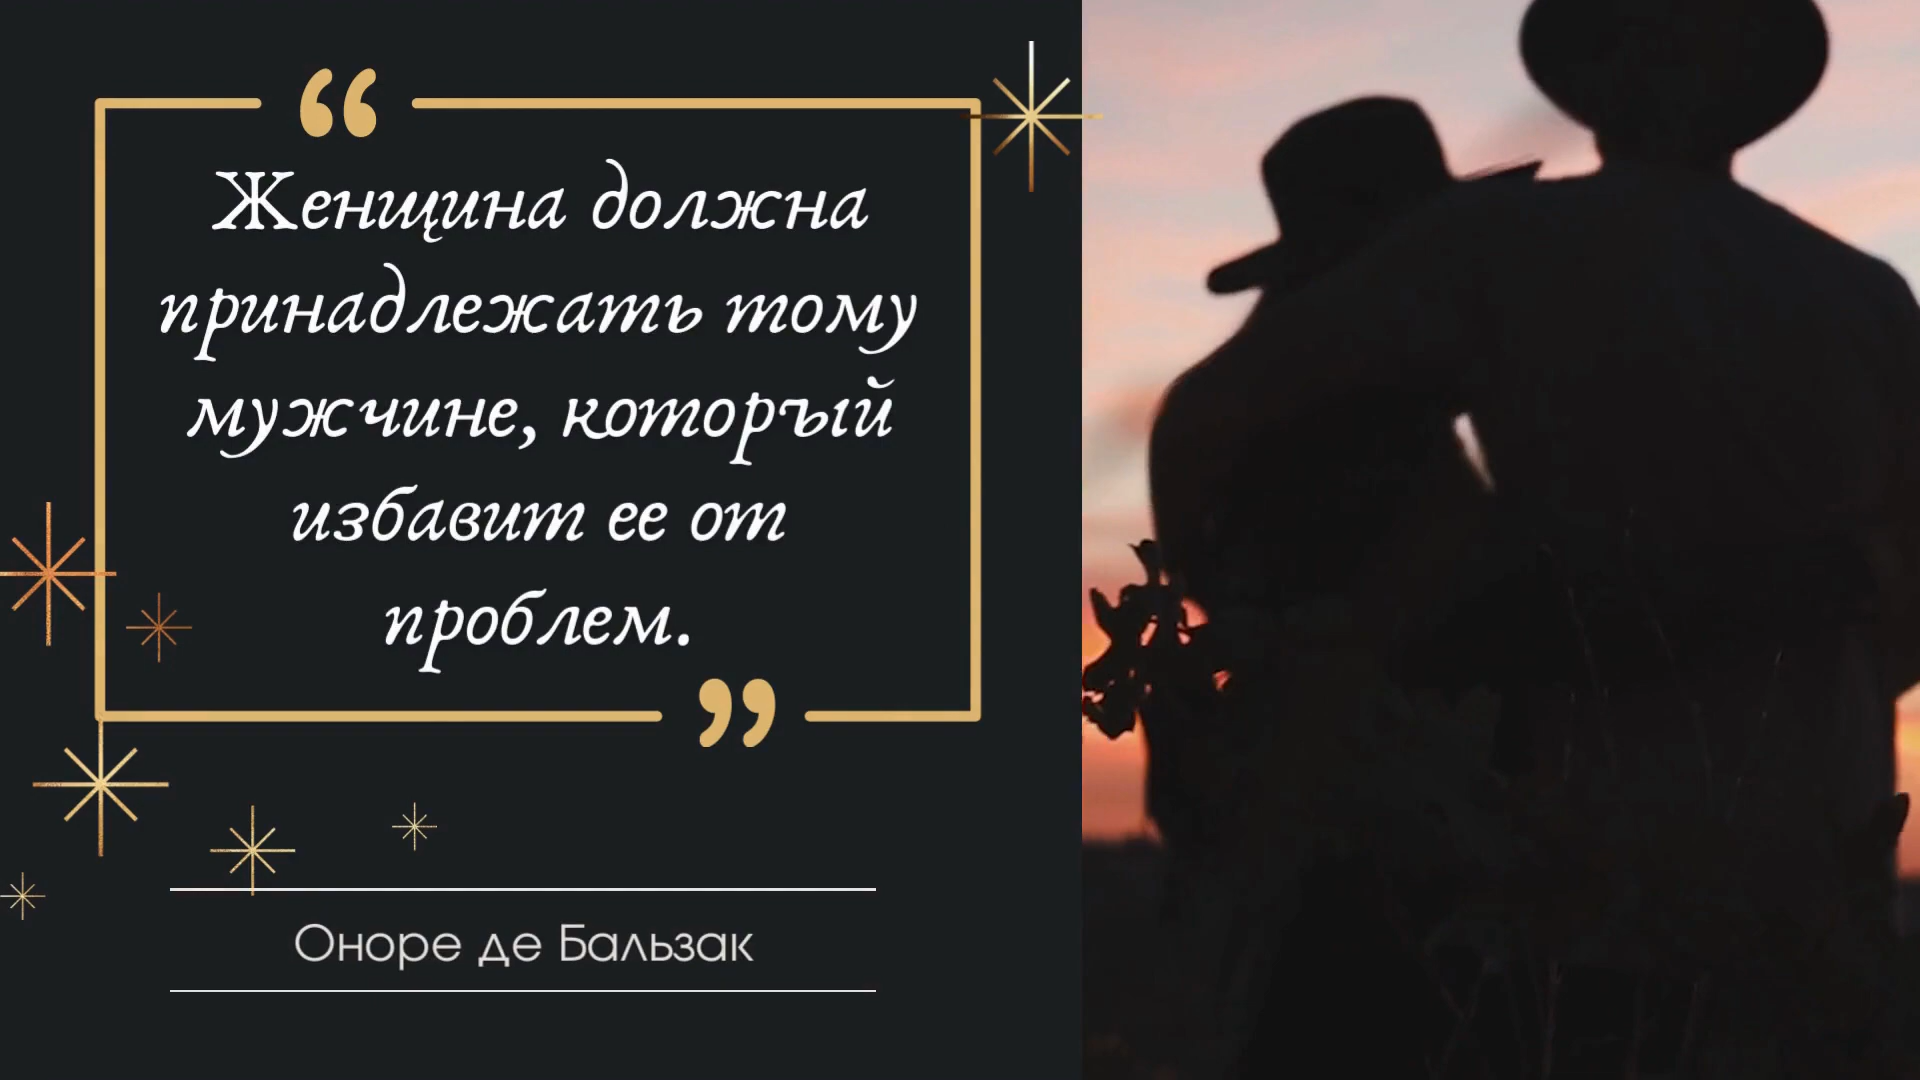 “
Женщина должна
принадлежать тому
мужчине, который
избавит ее от
проблем.
”
Оноре де Бальзак